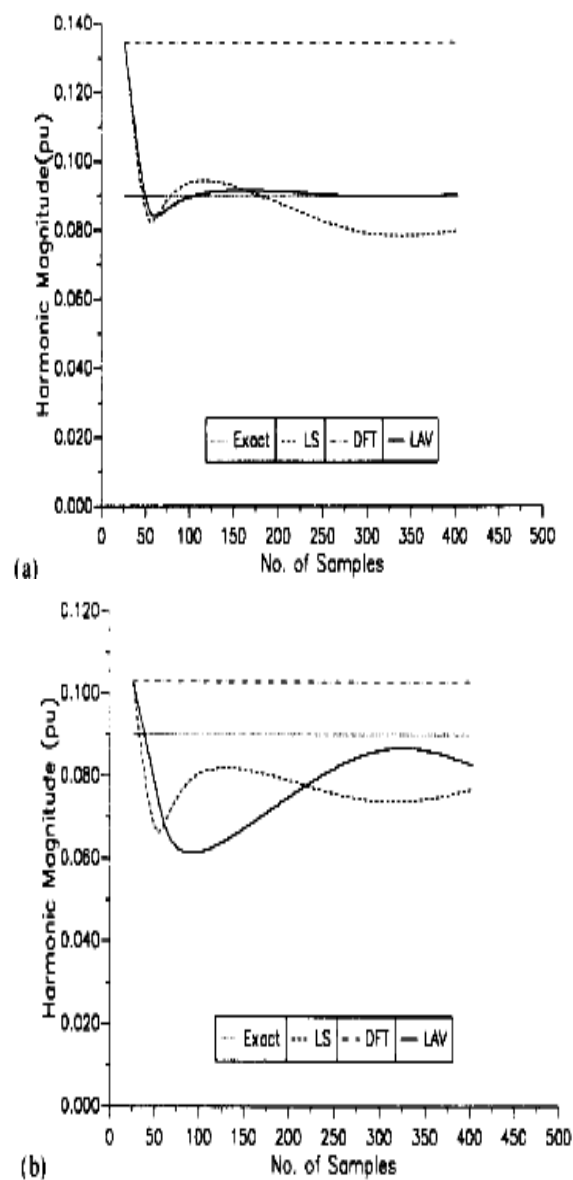 0.140
0.120
0.100
0.080
0.060
0.040
0.020
0.000
Harmonic Magnitude(pu)
Exact LS DFT LAV
0 50 100 150 200 250 300 350 400 450 500
No. of Samples
(a)
0.120
0.100
0.080
0.060
0.040
0.020
0.000
Harmonic Magnitude (pu)
Exact LS DFT LAV
0 50 100 150 200 250 300 350 400 450 500
No. of Samples
(b)